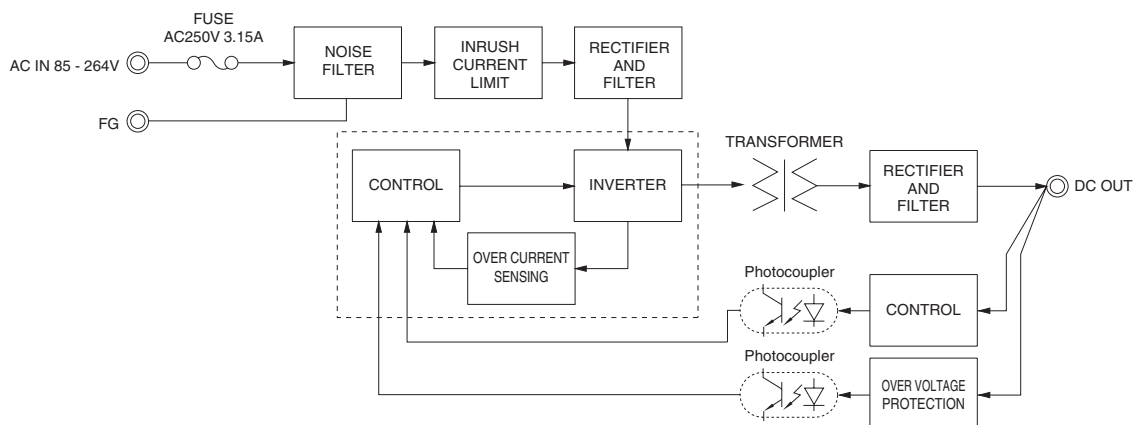 FUSE
AC250V 3.15A
AC IN 85 - 264V
NOISE
FILTER
INRUSH
CURRENT
LIMIT
RECTIFIER
AND
FILTER
FG
CONTROL
INVERTER
TRANSFORMER
RECTIFIER
AND
FILTER
DC OUT
OVER CURRENT
SENSING
Photocoupler
CONTROL
Photocoupler
OVER VOLTAGE
PROTECTION